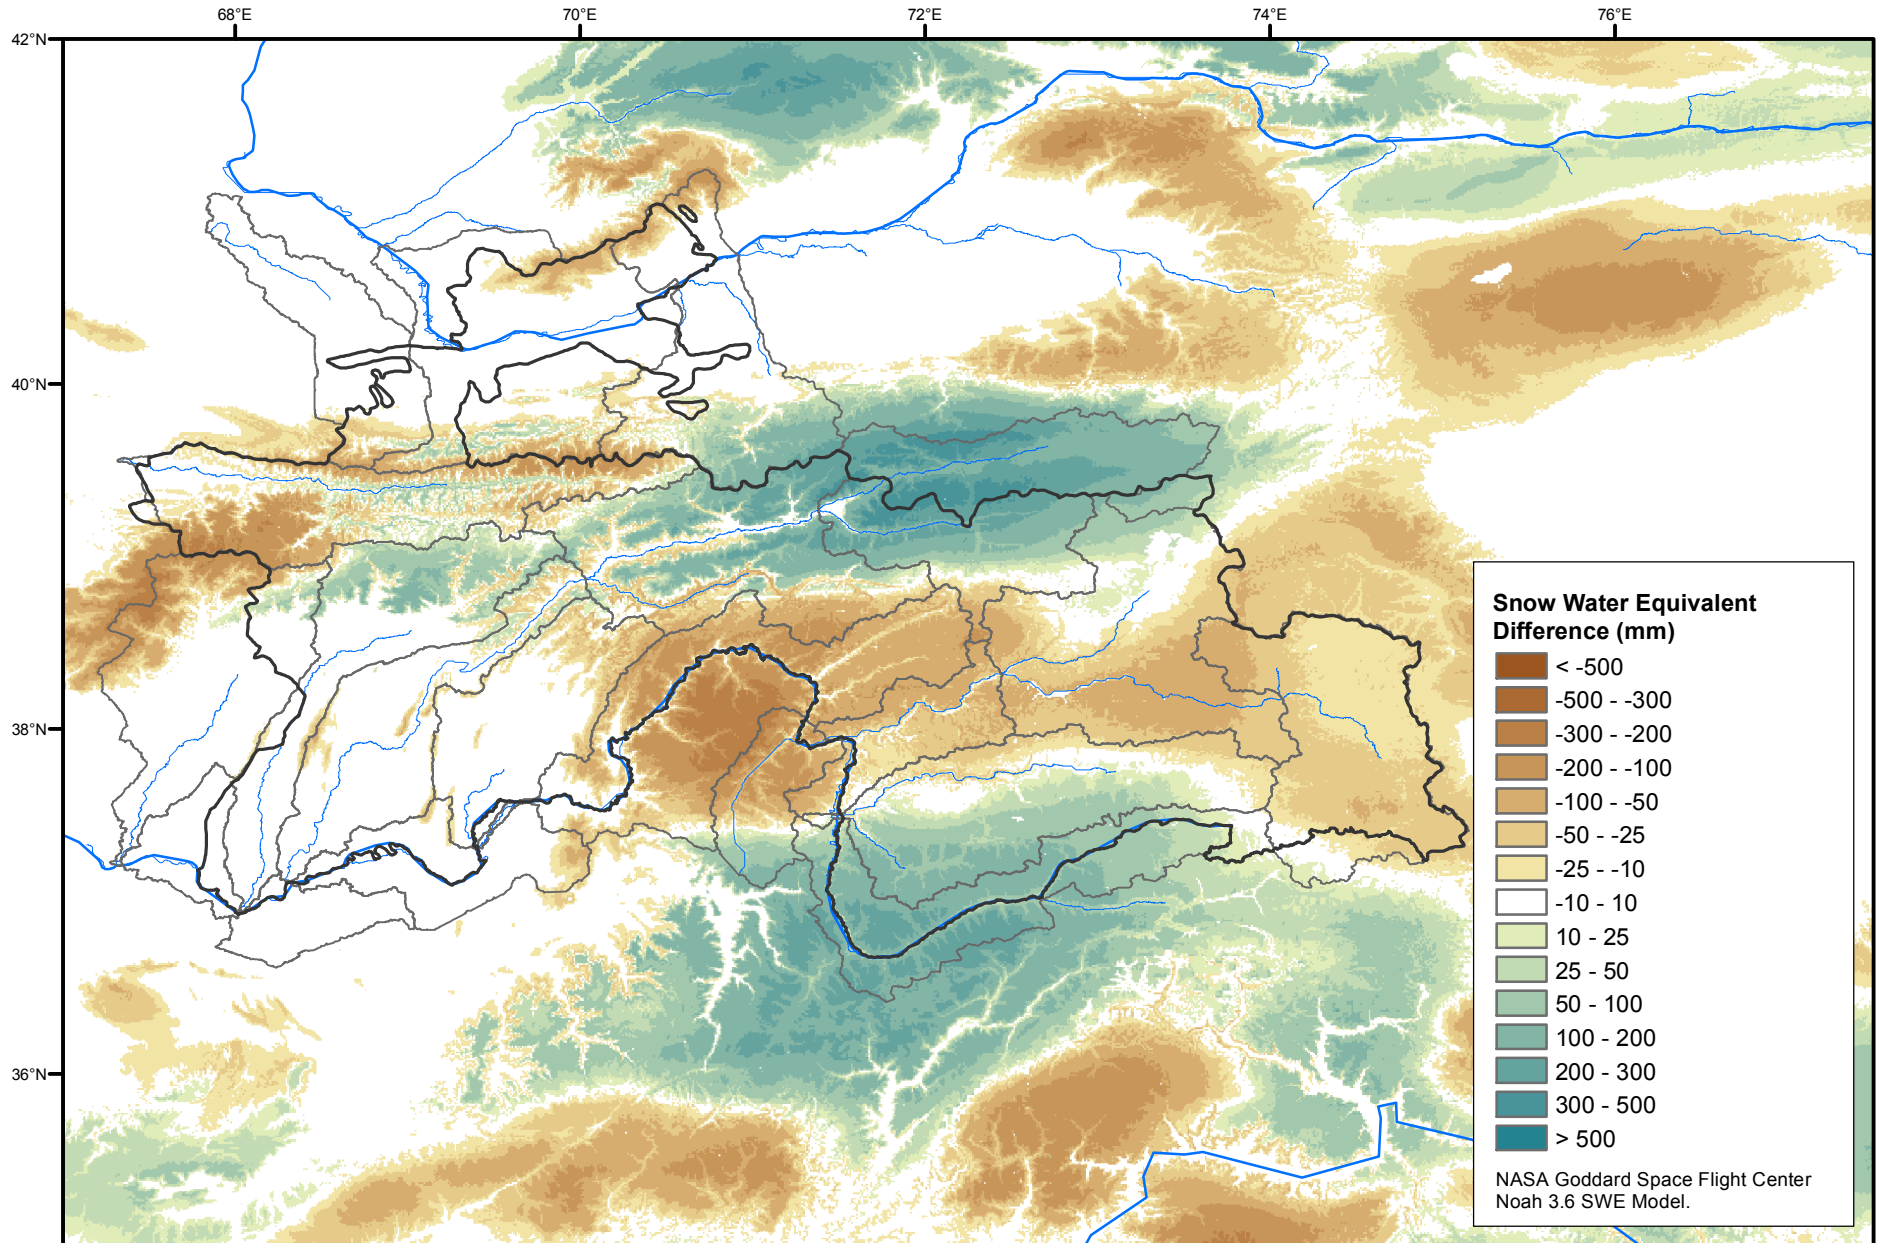 68°E
70°E
72°E
74°E
76°E
42°N
40°N
38°N
36°N
Snow Water Equivalent
Difference (mm)
< -500
-500 - -300
-300 - -200
-200 - -100
-100 - -50
-50 - -25
-25 - -10
-10 - 10
10 - 25
25 - 50
50 - 100
100 - 200
200 - 300
300 - 500
> 500
NASA Goddard Space Flight Center
Noah 3.6 SWE Model.